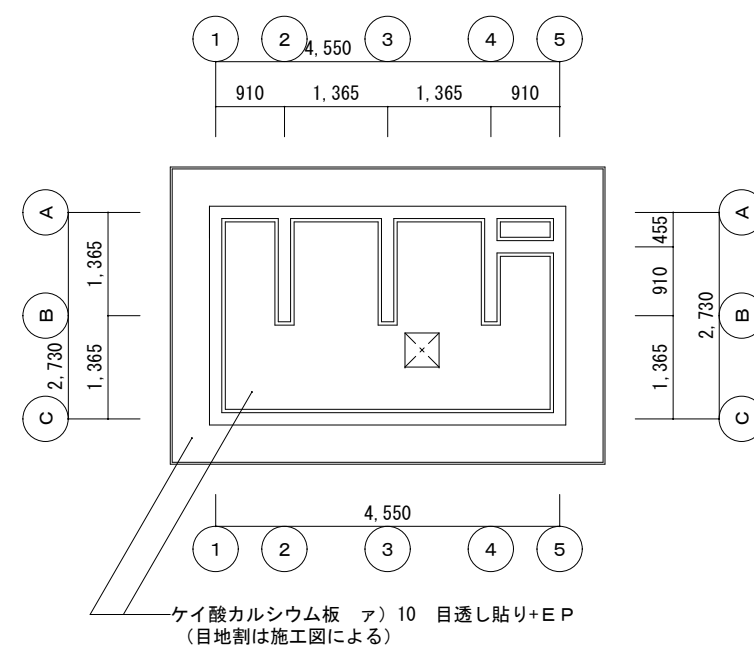 1 2 3 4 5
4,550
910 1,365 1,365 910
A A
1,365 455
910
B B
2,730 2,730
1,365 1,365
C C
4,550
1 2 3 4 5
ケイ酸カルシウム板 ァ）10 目透し貼り+ＥＰ
（目地割は施工図による）